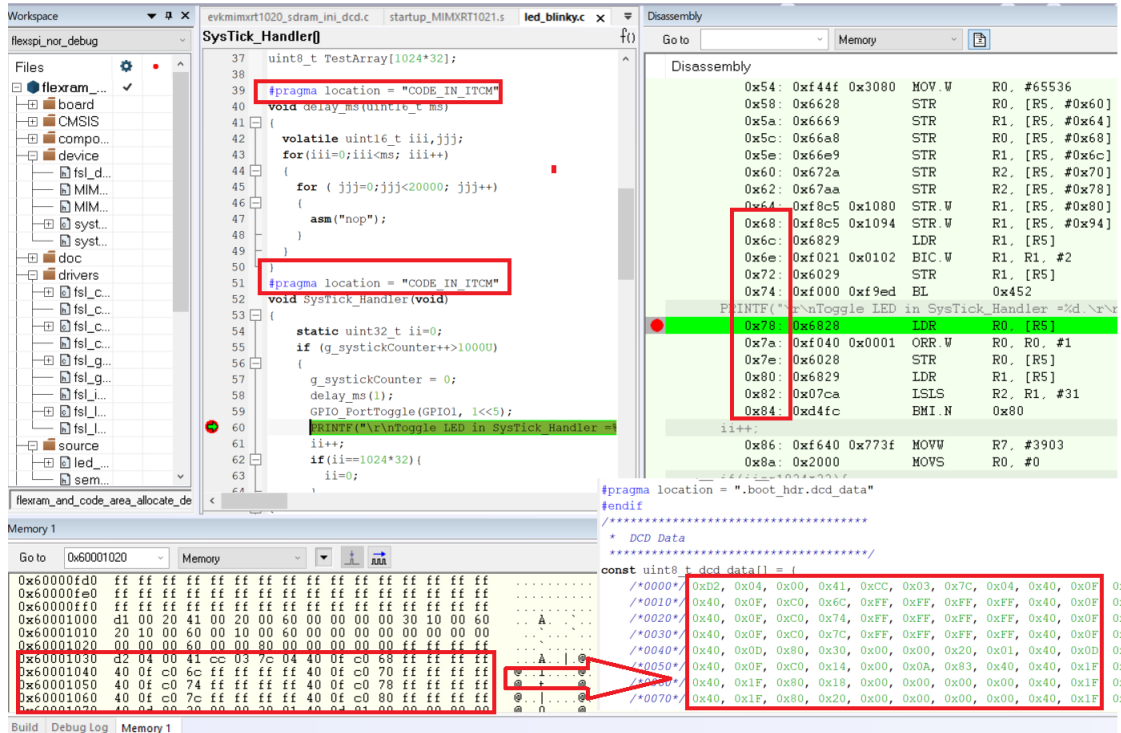 Workspace
flexspi_nor_debug
Files
flexram_...
board
CMSIS
compo...
device
fsl_d...
MIM...
MIM...
syst...
syst...
doc
drivers
fsl_c...
fsl_c...
fsl_c...
fsl_c...
fsl_g...
fsl_g...
fsl_i...
fsl_l...
fsl_l...
source
led_...
sem...
flexram_and_code_area_allocate_de
evkmimxrt1020_sdram_ini_dcd.c startup_MIMXRT1021.s led_blinky.c x
SysTick_Handler() f()
37 uint8_t TestArray[1024*32];
38
39 #pragma location = "CODE_IN_ITCM"
40 void delay_ms(uint16_t ms)
41 {
42 volatile uint16_t iii,jjj;
43 for(iii=0;iii<ms; iii++)
44 {
45 for ( jjj=0;jjj<20000; jjj++)
46 {
47 asm("nop");
48 }
49 }
50 }
51 #pragma location = "CODE_IN_ITCM"
52 void SysTick_Handler(void)
53 {
54 static uint32_t ii=0;
55 if (g_systickCounter++>1000U)
56 {
57 g_systickCounter = 0;
58 delay_ms(1);
59 GPIO_PortToggle(GPIO1, 1<<5);
60 PRINTF("\r\nToggle LED in SysTick_Handler =%
61 ii++;
62 if(ii==1024*32){
63 ii=0;
64 }
Disassembly
Go to Memory
Disassembly
0x54: 0xf44f 0x3080 MOV.W R0, #65536
0x58: 0x6628 STR R0, [R5, #0x60]
0x5a: 0x6669 STR R1, [R5, #0x64]
0x5c: 0x66a8 STR R0, [R5, #0x68]
0x5e: 0x66e9 STR R1, [R5, #0x6c]
0x60: 0x672a STR R2, [R5, #0x70]
0x62: 0x67aa STR R2, [R5, #0x78]
0x64: 0xf8c5 0x1080 STR.W R1, [R5, #0x80]
0x68: 0xf8c5 0x1094 STR.W R1, [R5, #0x94]
0x6c: 0x6829 LDR R1, [R5]
0x6e: 0xf021 0x0102 BIC.W R1, R1, #2
0x72: 0x6029 STR R1, [R5]
0x74: 0xf000 0xf9ed BL 0x452
PRINTF("\r\nToggle LED in SysTick_Handler =%d.\r\n
0x78: 0x6828 LDR R0, [R5]
0x7a: 0xf040 0x0001 ORR.W R0, R0, #1
0x7e: 0x6028 STR R0, [R5]
0x80: 0x6829 LDR R1, [R5]
0x82: 0x07ca LSLS R2, R1, #31
0x84: 0xd4fc BMI.N 0x80
ii++;
0x86: 0xf640 0x773f MOVW R7, #3903
0x8a: 0x2000 MOVS R0, #0
if(ii==1024*32){
Memory 1
Go to 0x60001020 Memory
0x60000fd0 ff ff ff ff ff ff ff ff ff ff ff ff ff ff ff ff
0x60000fe0 ff ff ff ff ff ff ff ff ff ff ff ff ff ff ff ff
0x60000ff0 ff ff ff ff ff ff ff ff ff ff ff ff ff ff ff ff
0x60001000 d1 00 20 41 00 20 00 60 00 00 00 00 30 10 00 60
0x60001010 20 10 00 60 00 10 00 60 00 00 00 00 00 00 00 00
0x60001020 00 00 00 60 00 00 80 00 00 00 00 00 ff ff ff ff
0x60001030 d2 04 00 41 cc 03 7c 04 40 0f c0 68 ff ff ff ff
0x60001040 40 0f c0 6c ff ff ff ff 40 0f c0 70 ff ff ff ff
0x60001050 40 0f c0 74 ff ff ff ff 40 0f c0 78 ff ff ff ff
0x60001060 40 0f c0 7c ff ff ff ff 40 0f c0 80 ff ff ff ff
#pragma location = ".boot_hdr.dcd_data"
#endif
/*************************************
* DCD Data
*************************************/
const uint8_t dcd_data[] = {
/*0000*/ 0xD2, 0x04, 0x00, 0x41, 0xCC, 0x03, 0x7C, 0x04, 0x40, 0x0F
/*0010*/ 0x40, 0x0F, 0xC0, 0x6C, 0xFF, 0xFF, 0xFF, 0xFF, 0x40, 0x0F
/*0020*/ 0x40, 0x0F, 0xC0, 0x74, 0xFF, 0xFF, 0xFF, 0xFF, 0x40, 0x0F
/*0030*/ 0x40, 0x0F, 0xC0, 0x7C, 0xFF, 0xFF, 0xFF, 0xFF, 0x40, 0x0F
/*0040*/ 0x40, 0x0D, 0x80, 0x30, 0x00, 0x00, 0x20, 0x01, 0x40, 0x0D
/*0050*/ 0x40, 0x0F, 0xC0, 0x14, 0x00, 0x0A, 0x83, 0x40, 0x40, 0x1F
0x40, 0x1F, 0x80, 0x18, 0x00, 0x00, 0x00, 0x00, 0x40, 0x1F
/*0070*/ 0x40, 0x1F, 0x80, 0x20, 0x00, 0x00, 0x00, 0x00, 0x40, 0x1F
Build Debug Log Memory 1